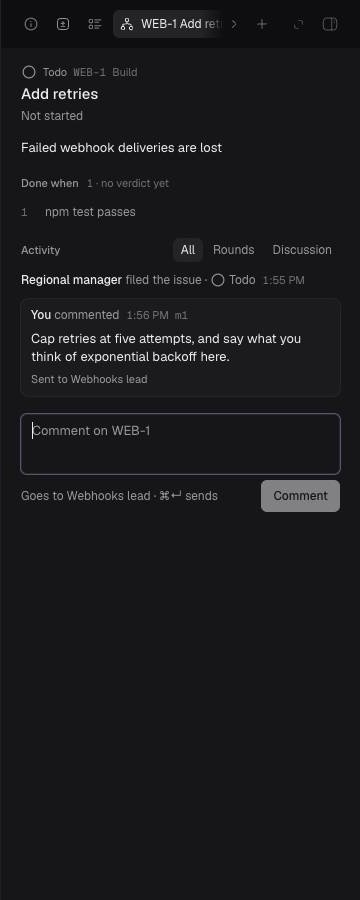 WEB-1 Add ret
Todo WEB-1 Build
Add retries
Not started
Failed webhook deliveries are lost
Done when 1 · no verdict yet
1 npm test passes
Activity All Rounds Discussion
Regional manager filed the issue · Todo 1:55 PM
You commented 1:56 PM m1
Cap retries at five attempts, and say what you
think of exponential backoff here.
Sent to Webhooks lead
Comment on WEB-1
Goes to Webhooks lead · ⌘↵ sends Comment